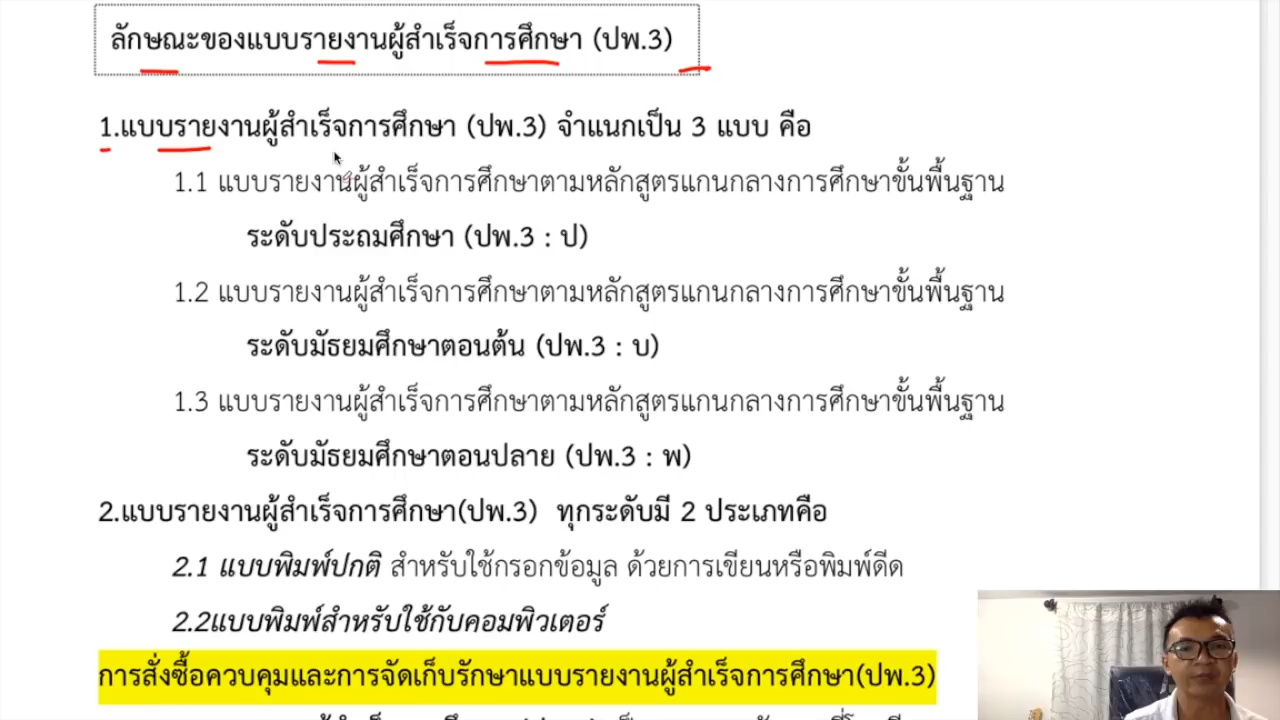 ลักษณะของแบบรายงานผู้สำเร็จการศึกษา (ปพ.3)
1.แบบรายงานผู้สำเร็จการศึกษา (ปพ.3) จำแนกเป็น 3 แบบ คือ
1.1 แบบรายงานผู้สำเร็จการศึกษาตามหลักสูตรแกนกลางการศึกษาขั้นพื้นฐาน
ระดับประถมศึกษา (ปพ.3 : ป)
1.2 แบบรายงานผู้สำเร็จการศึกษาตามหลักสูตรแกนกลางการศึกษาขั้นพื้นฐาน
ระดับมัธยมศึกษาตอนต้น (ปพ.3 : บ)
1.3 แบบรายงานผู้สำเร็จการศึกษาตามหลักสูตรแกนกลางการศึกษาขั้นพื้นฐาน
ระดับมัธยมศึกษาตอนปลาย (ปพ.3 : พ)
2.แบบรายงานผู้สำเร็จการศึกษา(ปพ.3) ทุกระดับมี 2 ประเภทคือ
2.1 แบบพิมพ์ปกติ สำหรับใช้กรอกข้อมูล ด้วยการเขียนหรือพิมพ์ดีด
2.2แบบพิมพ์สำหรับใช้กับคอมพิวเตอร์
การสั่งซื้อควบคุมและการจัดเก็บรักษาแบบรายงานผู้สำเร็จการศึกษา(ปพ.3)